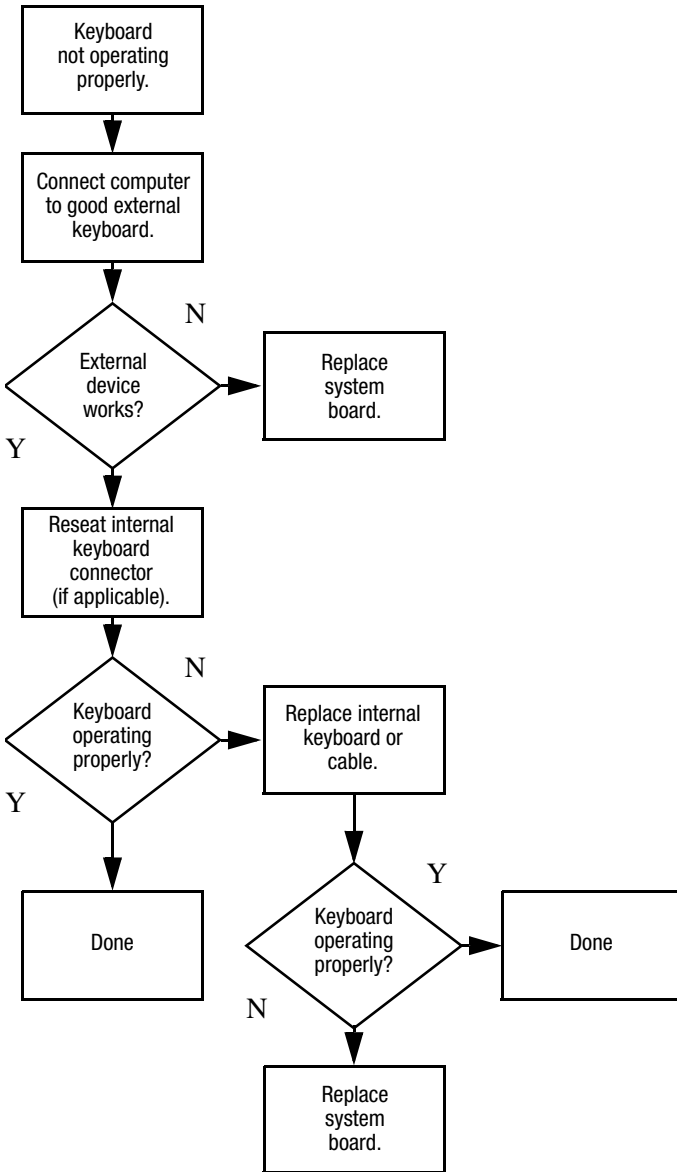 Keyboard
not operating
properly.
Connect computer
to good external
keyboard.
N
External
device
works?
Replace
system
board.
Y
Reseat internal
keyboard
connector
(if applicable).
N
Keyboard
operating
properly?
Replace internal
keyboard or
cable.
Y
Y
Done
Keyboard
operating
properly?
Done
N
Replace
system
board.